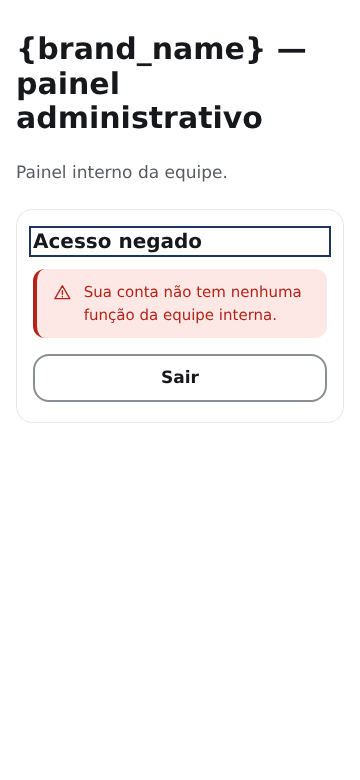 {brand_name} —
painel
administrativo
Painel interno da equipe.
Acesso negado
Sua conta não tem nenhuma
função da equipe interna.
Sair